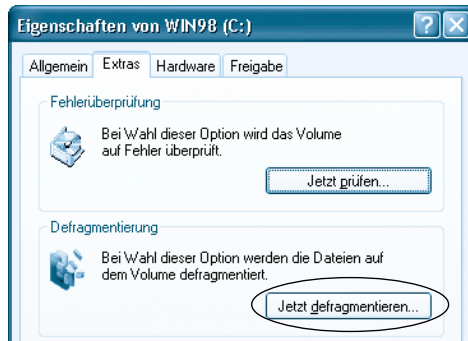 Eigenschaften von WIN98 (C:)
Allgemein Extras Hardware Freigabe
Fehlerüberprüfung
Bei Wahl dieser Option wird das Volume
auf Fehler überprüft.
Jetzt prüfen...
Defragmentierung
Bei Wahl dieser Option werden die Dateien auf
dem Volume defragmentiert.
Jetzt defragmentieren...